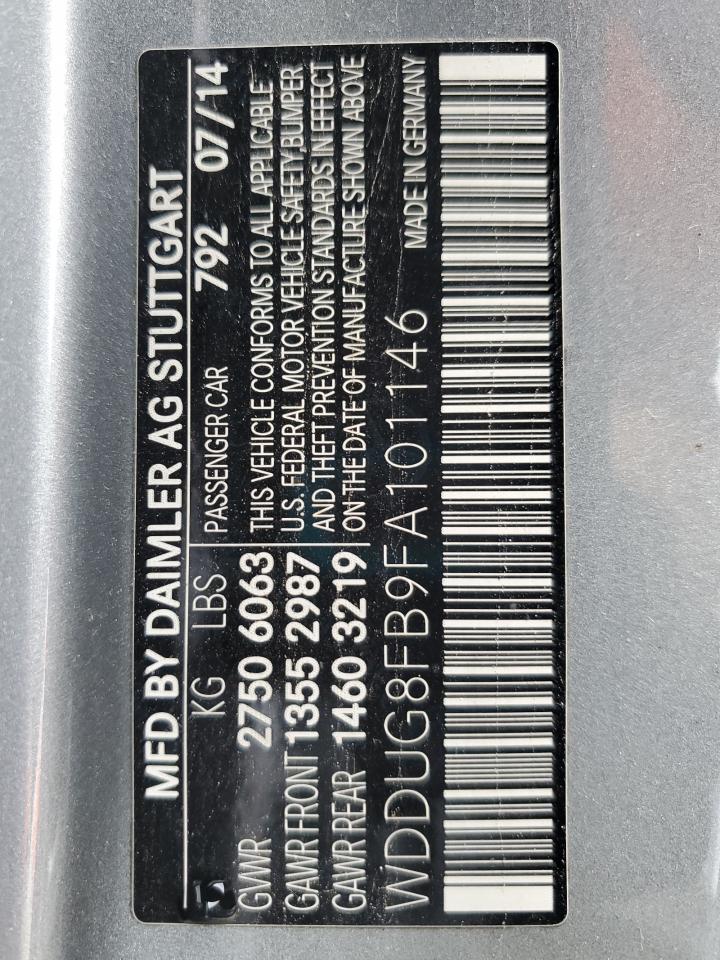 MFD BY DAIMLER AG STUTTGART
KG LBS
GVWR 2750 6063
GAWR FRONT 1355 2987
GAWR REAR 1460 3219
PASSENGER CAR 792 07/14
THIS VEHICLE CONFORMS TO ALL APPLICABLE
U.S. FEDERAL MOTOR VEHICLE SAFETY, BUMPER
AND THEFT PREVENTION STANDARDS IN EFFECT
ON THE DATE OF MANUFACTURE SHOWN ABOVE
WDDUG8FB9FA101146 MADE IN GERMANY